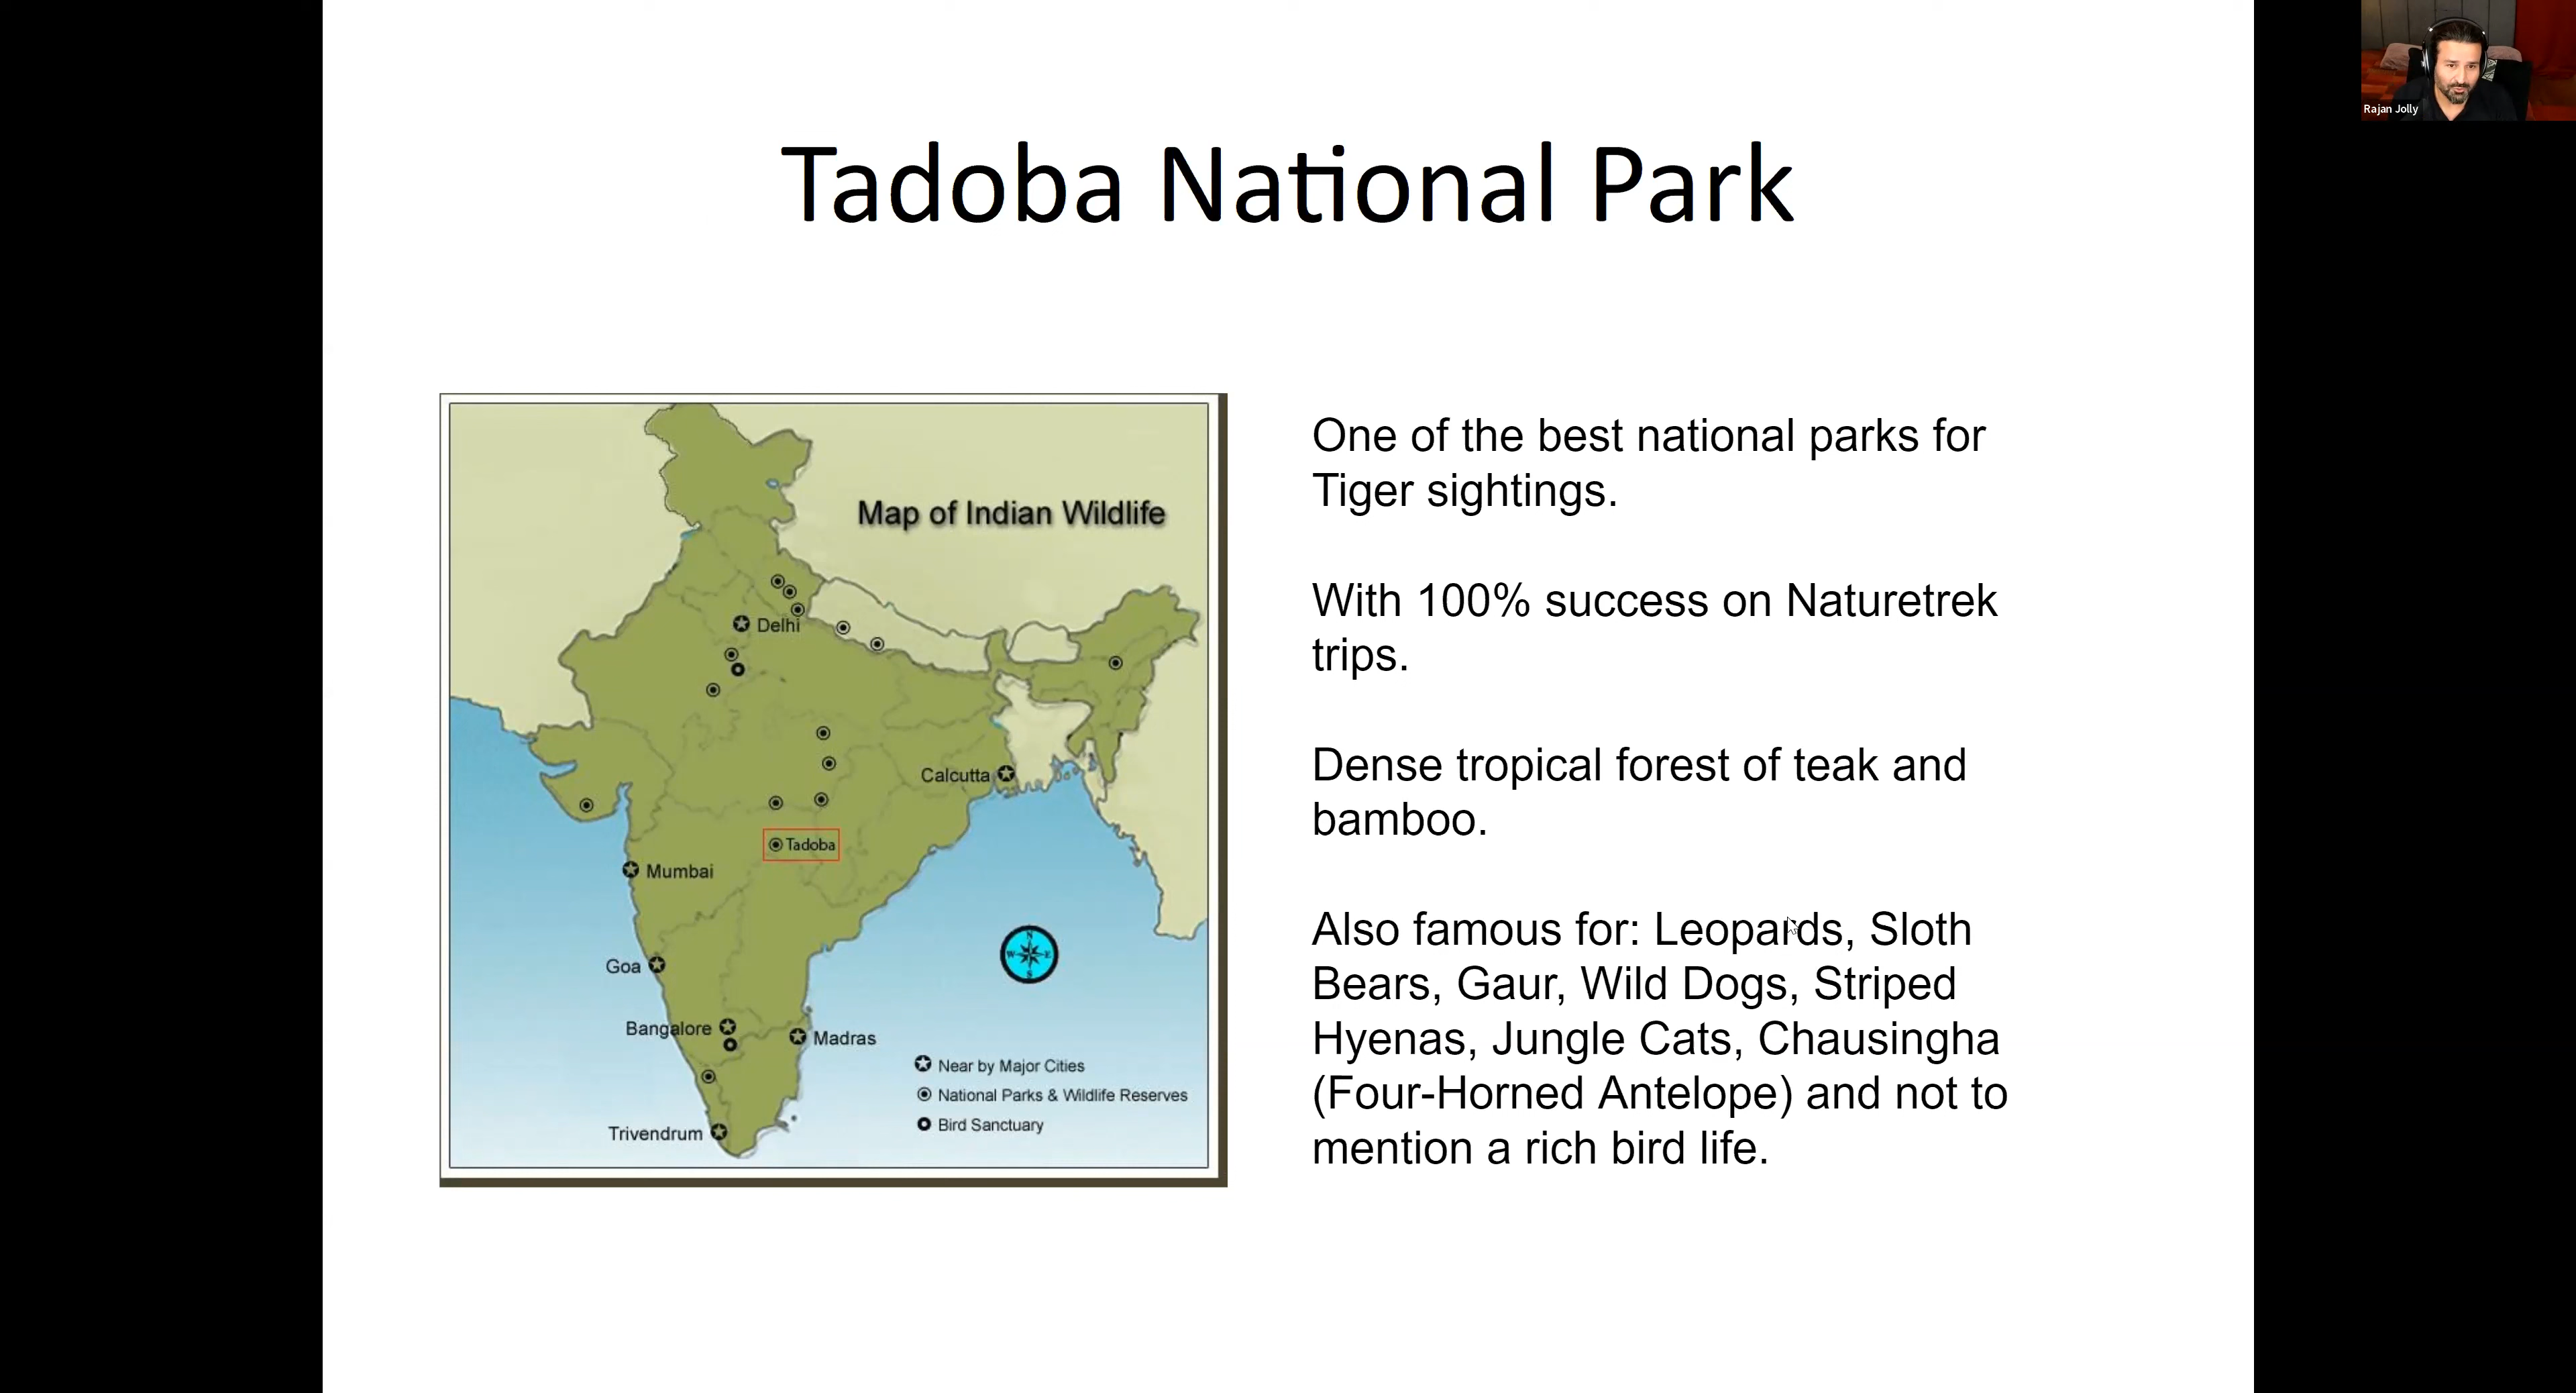 Rajan Jolly
Tadoba National Park
Map of Indian Wildlife
Delhi
Calcutta
Tadoba
Mumbai
Goa
Bangalore
Madras
Trivendrum
N
W
E
S
Near by Major Cities
National Parks & Wildlife Reserves
Bird Sanctuary
One of the best national parks for
Tiger sightings.
With 100% success on Naturetrek
trips.
Dense tropical forest of teak and
bamboo.
Also famous for: Leopards, Sloth
Bears, Gaur, Wild Dogs, Striped
Hyenas, Jungle Cats, Chausingha
(Four-Horned Antelope) and not to
mention a rich bird life.